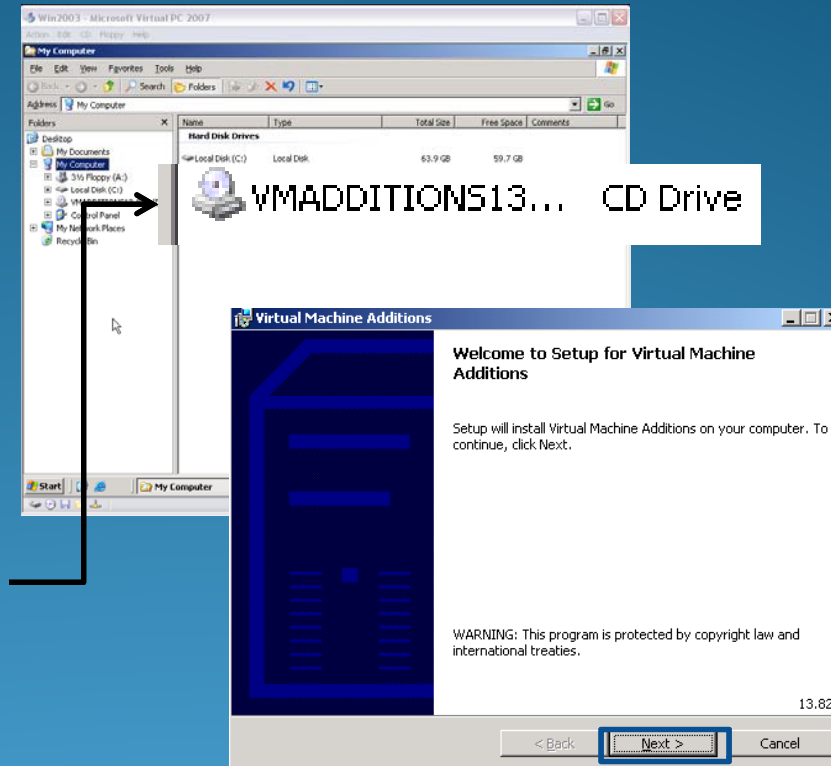 Win2003 - Microsoft Virtual PC 2007
Action Edit CD Floppy Help
My Computer
File Edit View Favorites Tools Help
Back Search Folders
Address My Computer Go
Folders X Name Type Total Size Free Space Comments
Desktop
My Documents
My Computer
3½ Floppy (A:)
Local Disk (C:)
Control Panel
My Network Places
Recycle Bin
Hard Disk Drives
Local Disk (C:) Local Disk 63.9 GB 59.7 GB
VMADDITIONS13... CD Drive
Start My Computer
Virtual Machine Additions
Welcome to Setup for Virtual Machine
Additions
Setup will install Virtual Machine Additions on your computer. To
continue, click Next.
WARNING: This program is protected by copyright law and
international treaties.
13.82
< Back Next > Cancel